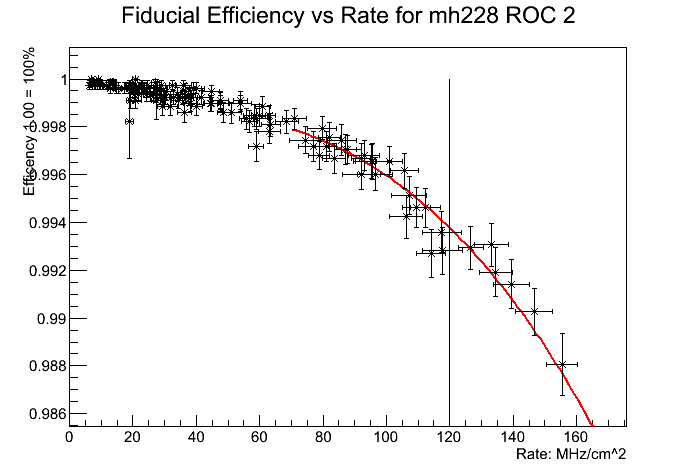 Fiducial Efficiency vs Rate for mh228 ROC 2
Efficency 1.00 = 100%
1
0.998
0.996
0.994
0.992
0.99
0.988
0.986
0 20 40 60 80 100 120 140 160
Rate: MHz/cm^2